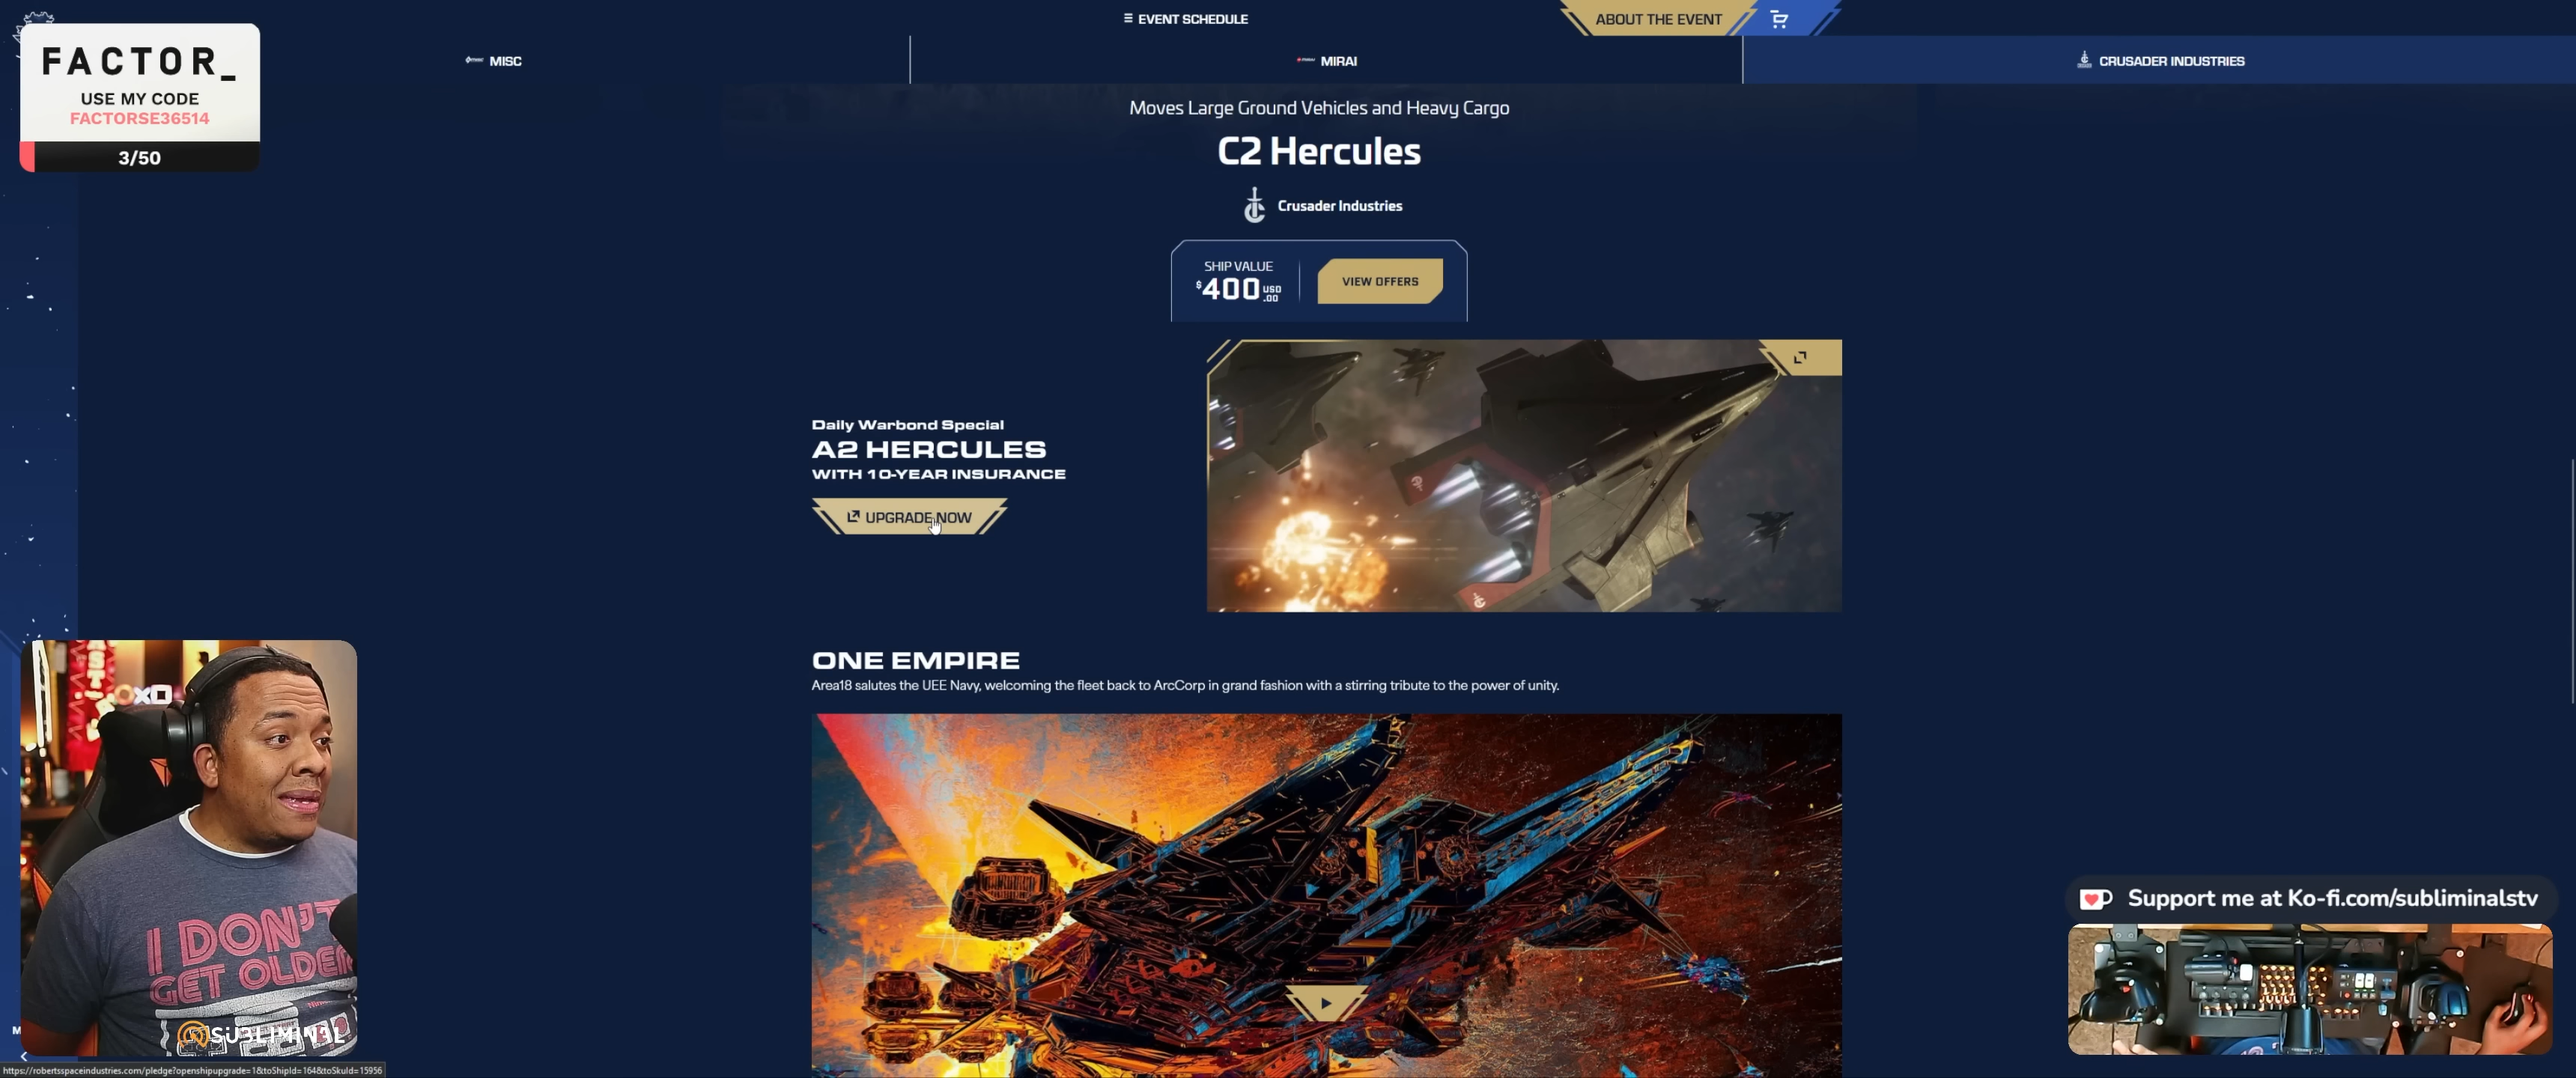 EVENT SCHEDULE
ABOUT THE EVENT
MISC
MIRAI
CRUSADER INDUSTRIES
FACTOR_
USE MY CODE
FACTORSE36514
3/50
Moves Large Ground Vehicles and Heavy Cargo
C2 Hercules
Crusader Industries
SHIP VALUE
$400 USD .00
VIEW OFFERS
Daily Warbond Special
A2 HERCULES
WITH 10-YEAR INSURANCE
UPGRADE NOW
ONE EMPIRE
Area18 salutes the UEE Navy, welcoming the fleet back to ArcCorp in grand fashion with a stirring tribute to the power of unity.
I DON'T
GET OLDER
SUBLIMINAL
Support me at Ko-fi.com/subliminalstv
https://robertsspaceindustries.com/pledge?openshipupgrade=1&toShipId=164&toSkuId=15956